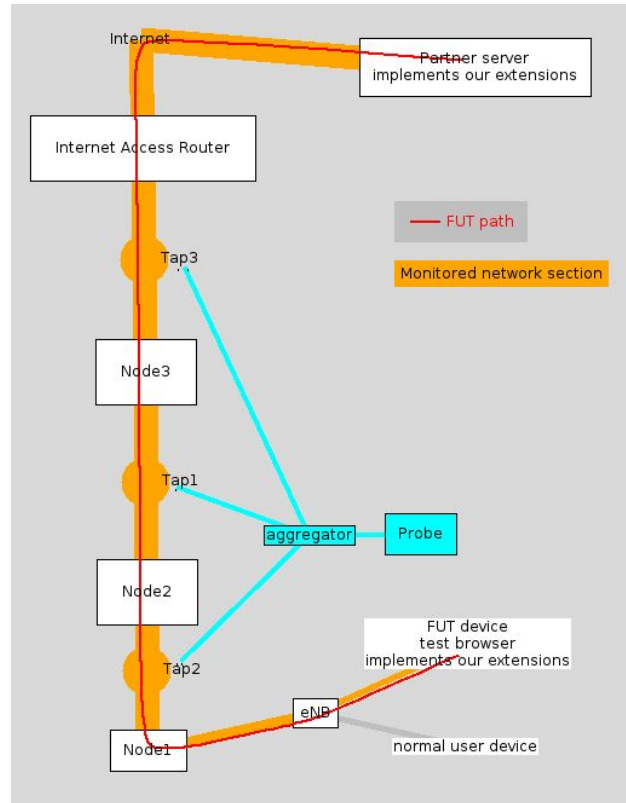 Internet
Partner server
implements our extensions
Internet Access Router
FUT path
Tap3
Monitored network section
Node3
Tap1
aggregator
Probe
Node2
FUT device
test browser
implements our extensions
Tap2
eNB
Node1
normal user device